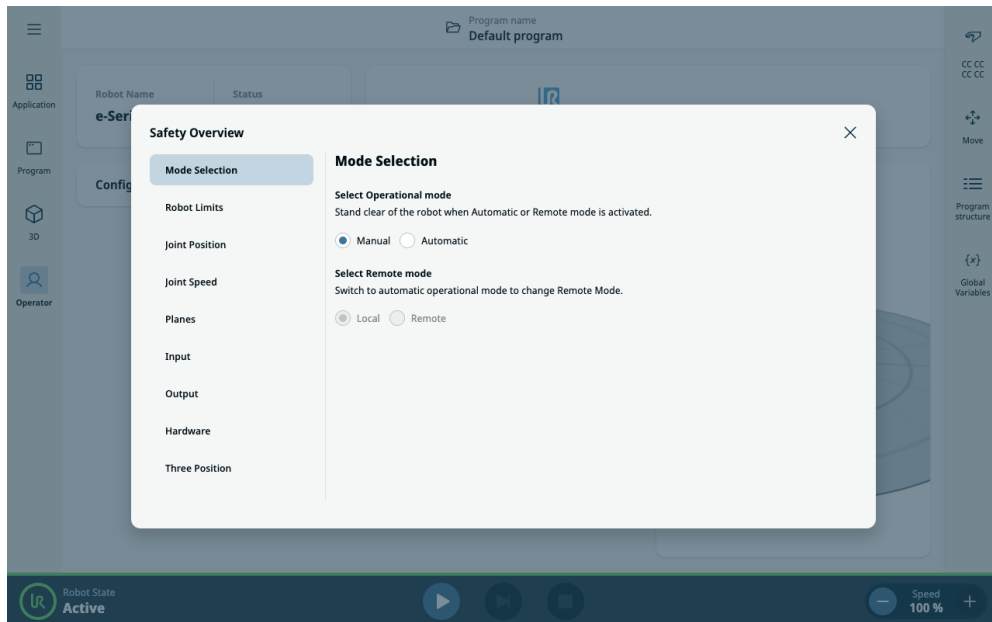 Program name
Default program
Application
Program
3D
Operator
Robot Name
Status
e-Seri
Config
Safety Overview
Mode Selection
Robot Limits
Joint Position
Joint Speed
Planes
Input
Output
Hardware
Three Position
Mode Selection
Select Operational mode
Stand clear of the robot when Automatic or Remote mode is activated.
Manual Automatic
Select Remote mode
Switch to automatic operational mode to change Remote Mode.
Local Remote
CC CC
CC CC
Move
Program
structure
{x}
Global
Variables
UR
Robot State
Active
Speed
100 %